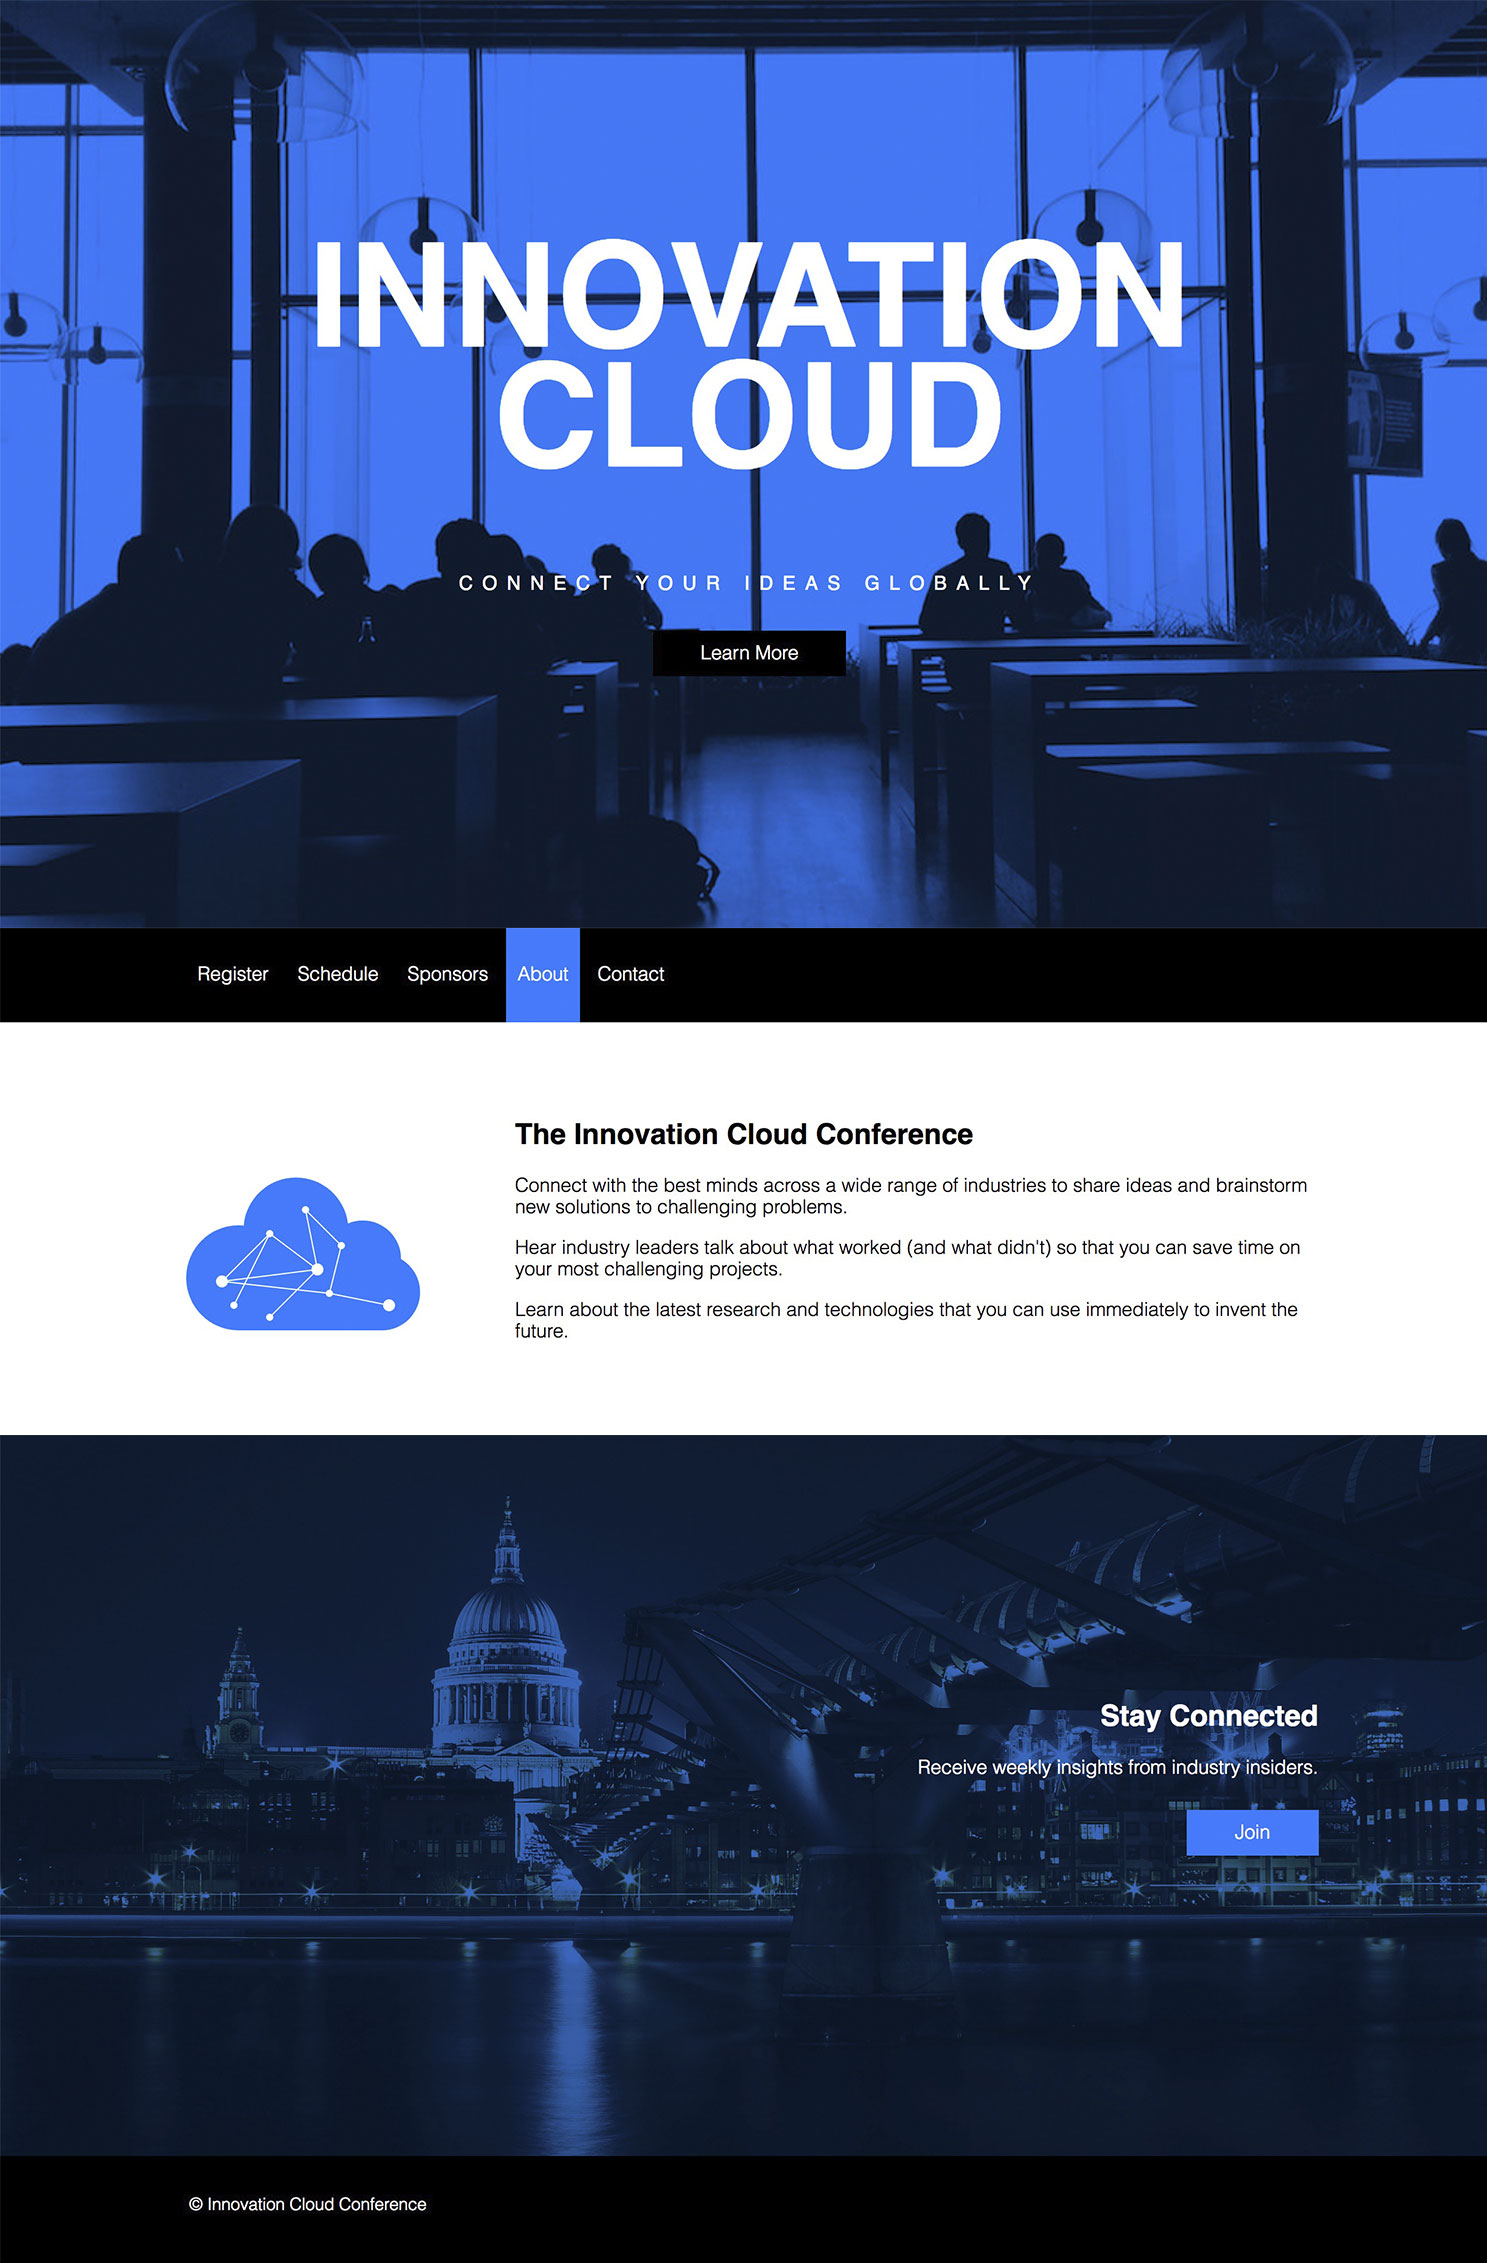 INNOVATION
CLOUD
CONNECT YOUR IDEAS GLOBALLY
Learn More
Register Schedule Sponsors About Contact
The Innovation Cloud Conference
Connect with the best minds across a wide range of industries to share ideas and brainstorm
new solutions to challenging problems.
Hear industry leaders talk about what worked (and what didn't) so that you can save time on
your most challenging projects.
Learn about the latest research and technologies that you can use immediately to invent the
future.
Stay Connected
Receive weekly insights from industry insiders.
Join
© Innovation Cloud Conference